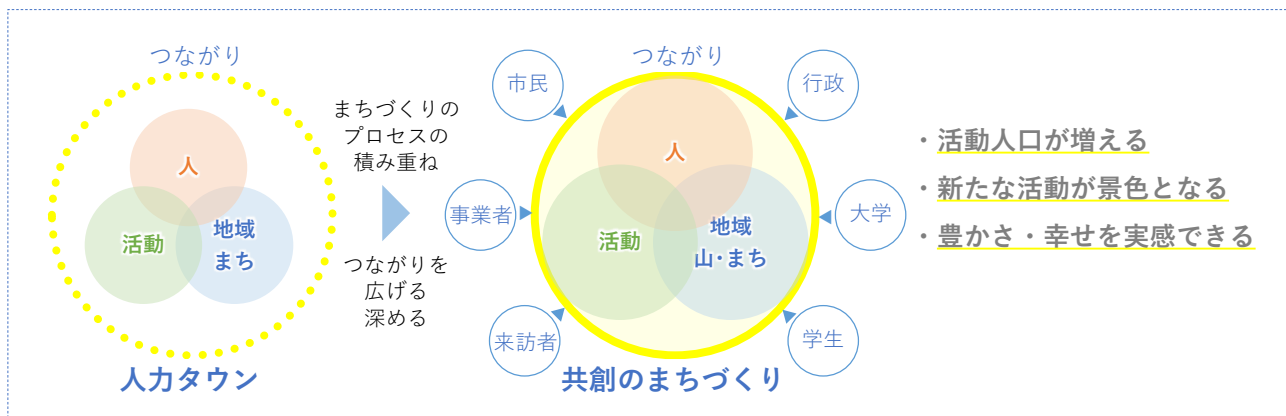 つながり
人
活動
地域
まち
人力タウン
まちづくりの
プロセスの
積み重ね
つながりを
広げる
深める
つながり
市民
行政
事業者
大学
来訪者
学生
人
活動
地域
山・まち
共創のまちづくり
・活動人口が増える
・新たな活動が景色となる
・豊かさ・幸せを実感できる